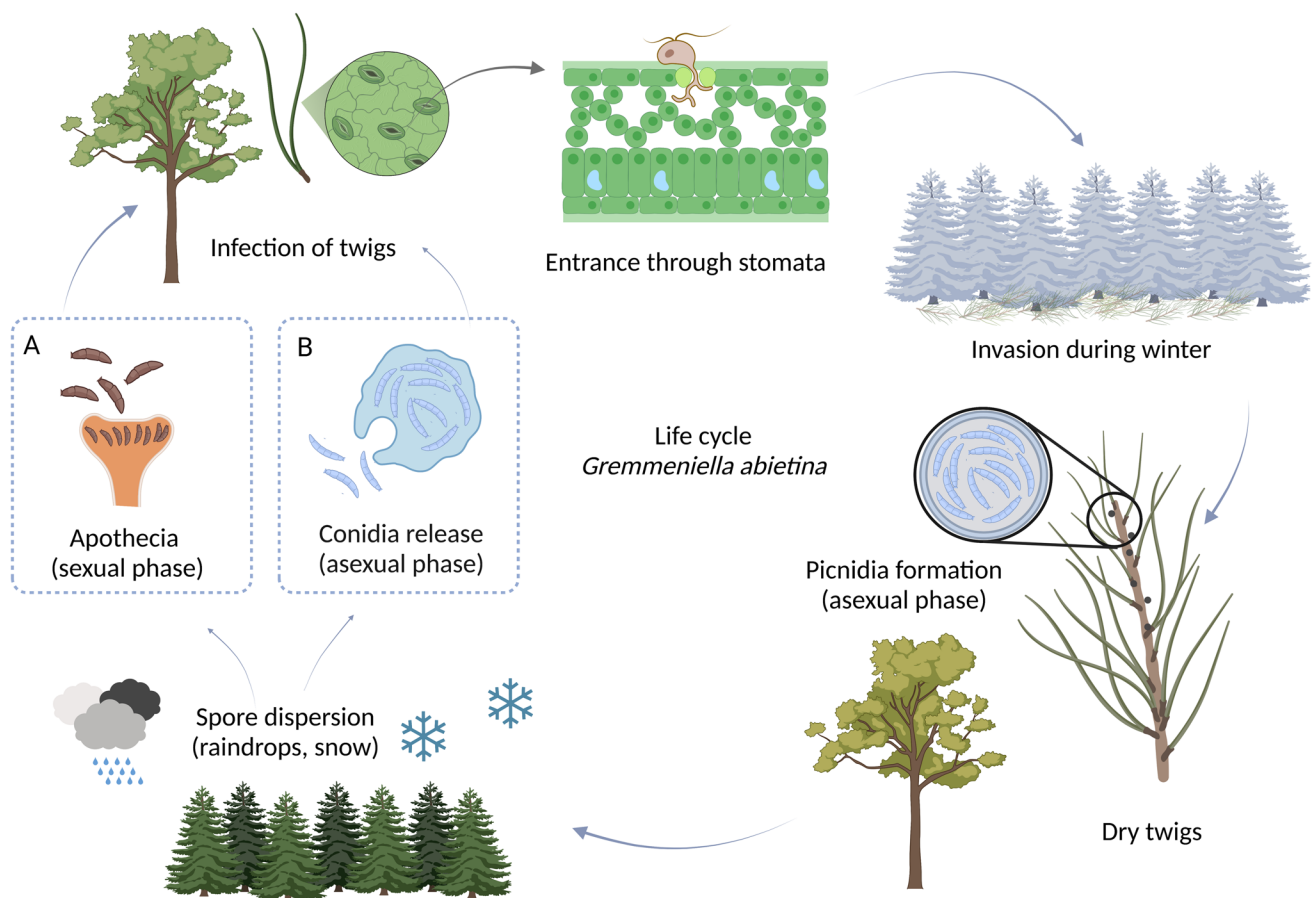 Infection of twigs
Entrance through stomata
Invasion during winter
A
Apothecia
(sexual phase)
B
Conidia release
(asexual phase)
Life cycle
Gremmeniella abietina
Picnidia formation
(asexual phase)
Dry twigs
Spore dispersion
(raindrops, snow)